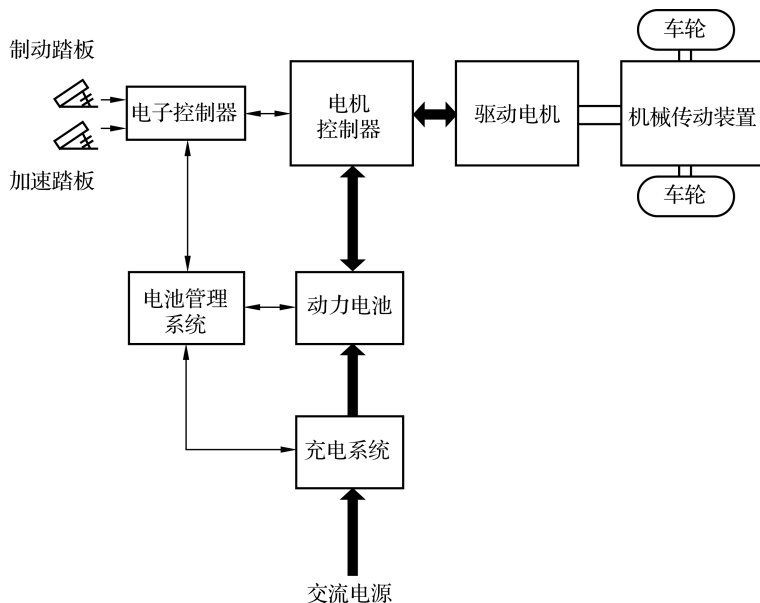 车轮
制动踏板
电子控制器
电机
控制器
驱动电机
机械传动装置
加速踏板
车轮
电池管理
系统
动力电池
充电系统
交流电源